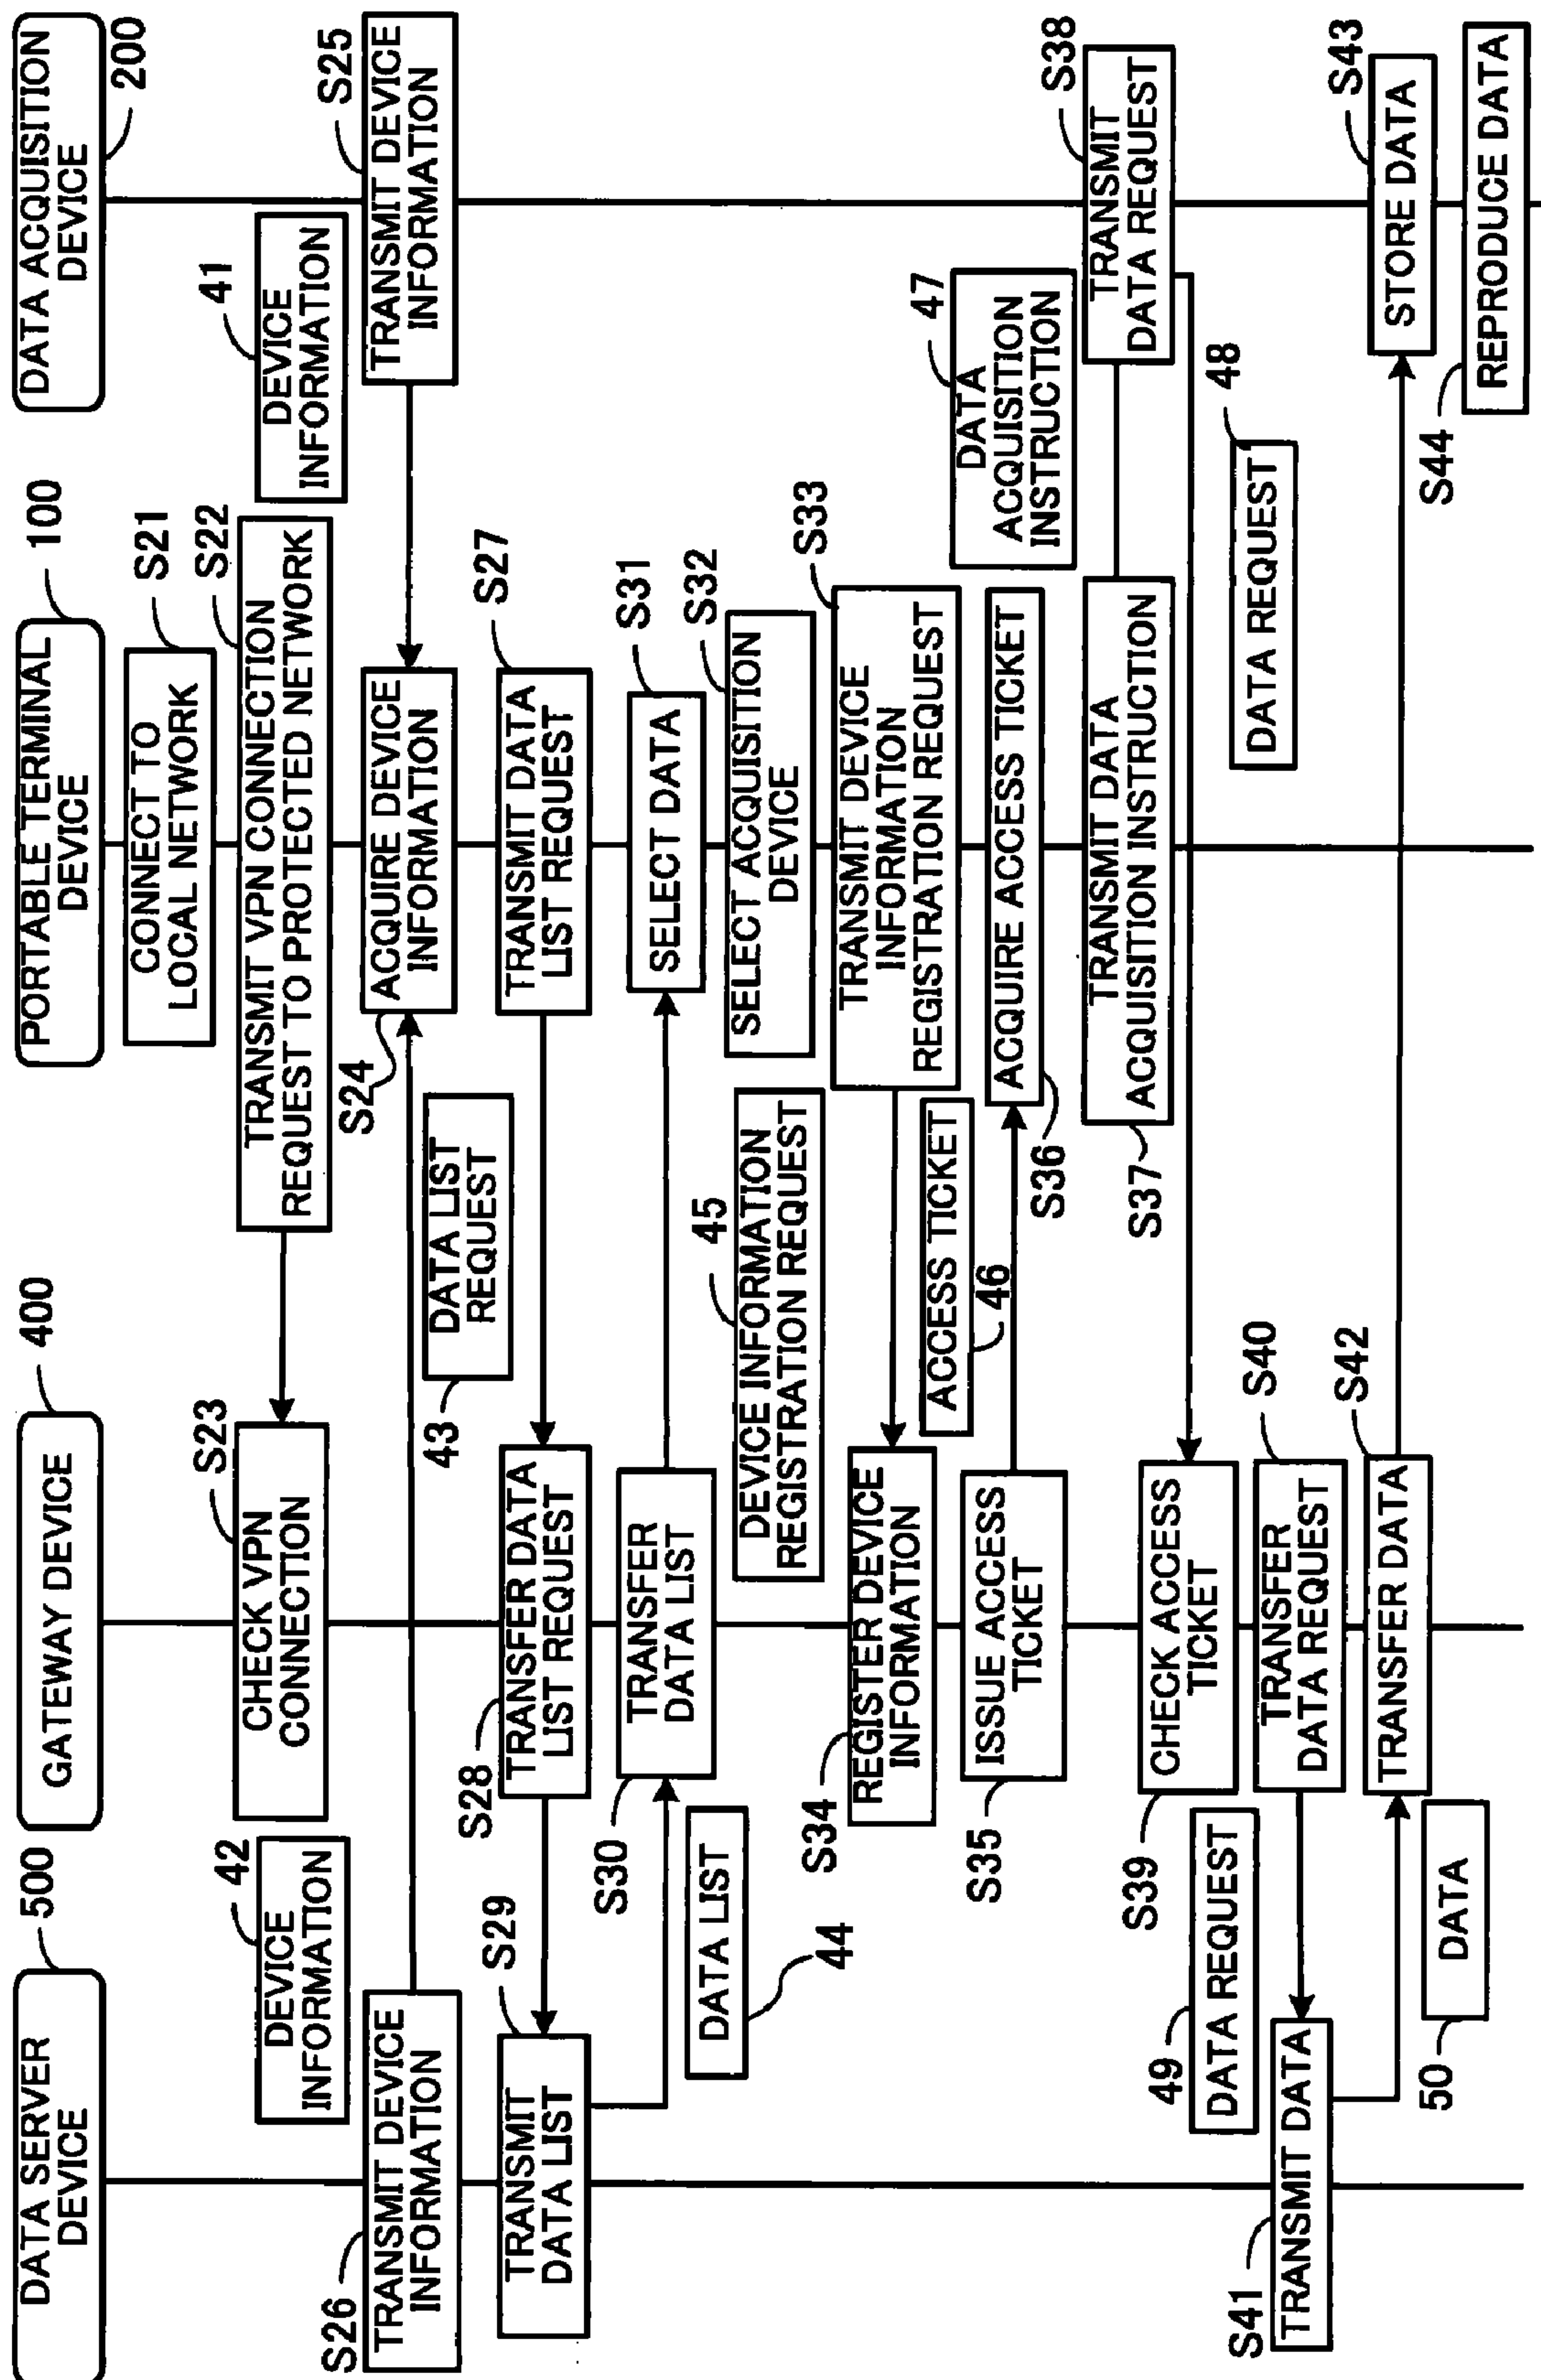 DATA SERVER
DEVICE
500
GATEWAY DEVICE
400
PORTABLE TERMINAL
DEVICE
100
DATA ACQUISITION
DEVICE
200
CONNECT TO
LOCAL NETWORK
S21
TRANSMIT VPN CONNECTION
REQUEST TO PROTECTED NETWORK
S22
CHECK VPN
CONNECTION
S23
DEVICE
INFORMATION
42
DEVICE
INFORMATION
41
S26
TRANSMIT DEVICE
INFORMATION
S24
ACQUIRE DEVICE
INFORMATION
TRANSMIT DEVICE
INFORMATION
S25
DATA LIST
REQUEST
43
TRANSMIT DATA
LIST REQUEST
S27
S28
TRANSFER DATA
LIST REQUEST
TRANSMIT
DATA LIST
S29
S30
TRANSFER
DATA LIST
DATA LIST
44
SELECT DATA
S31
SELECT ACQUISITION
DEVICE
S32
DEVICE INFORMATION
REGISTRATION REQUEST
45
TRANSMIT DEVICE
INFORMATION
REGISTRATION REQUEST
S33
S34
REGISTER DEVICE
INFORMATION
ACCESS TICKET
46
S35
ISSUE ACCESS
TICKET
ACQUIRE ACCESS TICKET
S36
DATA
ACQUISITION
INSTRUCTION
47
S37
TRANSMIT DATA
ACQUISITION INSTRUCTION
TRANSMIT
DATA REQUEST
S38
DATA REQUEST
48
S39
CHECK ACCESS
TICKET
49
DATA REQUEST
TRANSFER
DATA REQUEST
S40
S41
TRANSMIT DATA
TRANSFER DATA
S42
50
DATA
STORE DATA
S43
S44
REPRODUCE DATA